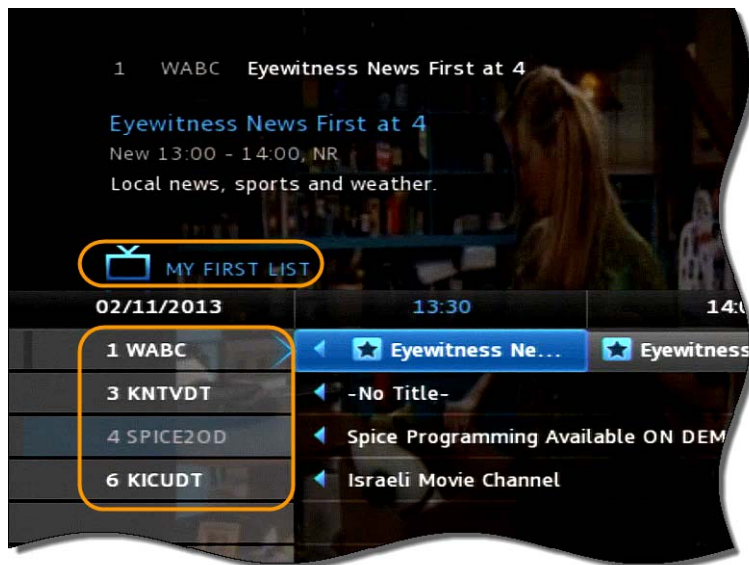 1 WABC Eyewitness News First at 4
Eyewitness News First at 4
New 13:00 - 14:00, NR
Local news, sports and weather.
MY FIRST LIST
02/11/2013 13:30 14:
1 WABC Eyewitness Ne... Eyewitness
3 KNTVDT -No Title-
4 SPICE2OD Spice Programming Available ON DEM
6 KICUDT Israeli Movie Channel